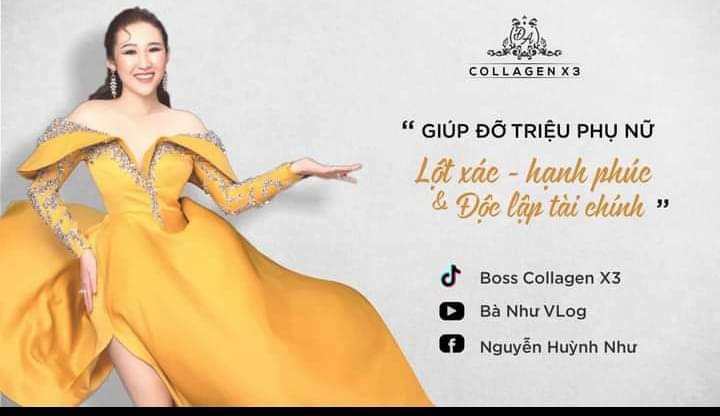 ĐA
COLLAGEN X3
“ GIÚP ĐỠ TRIỆU PHỤ NỮ
Lột xác - hạnh phúc
& Độc lập tài chính ”
Boss Collagen X3
Bà Như VLog
Nguyễn Huỳnh Như